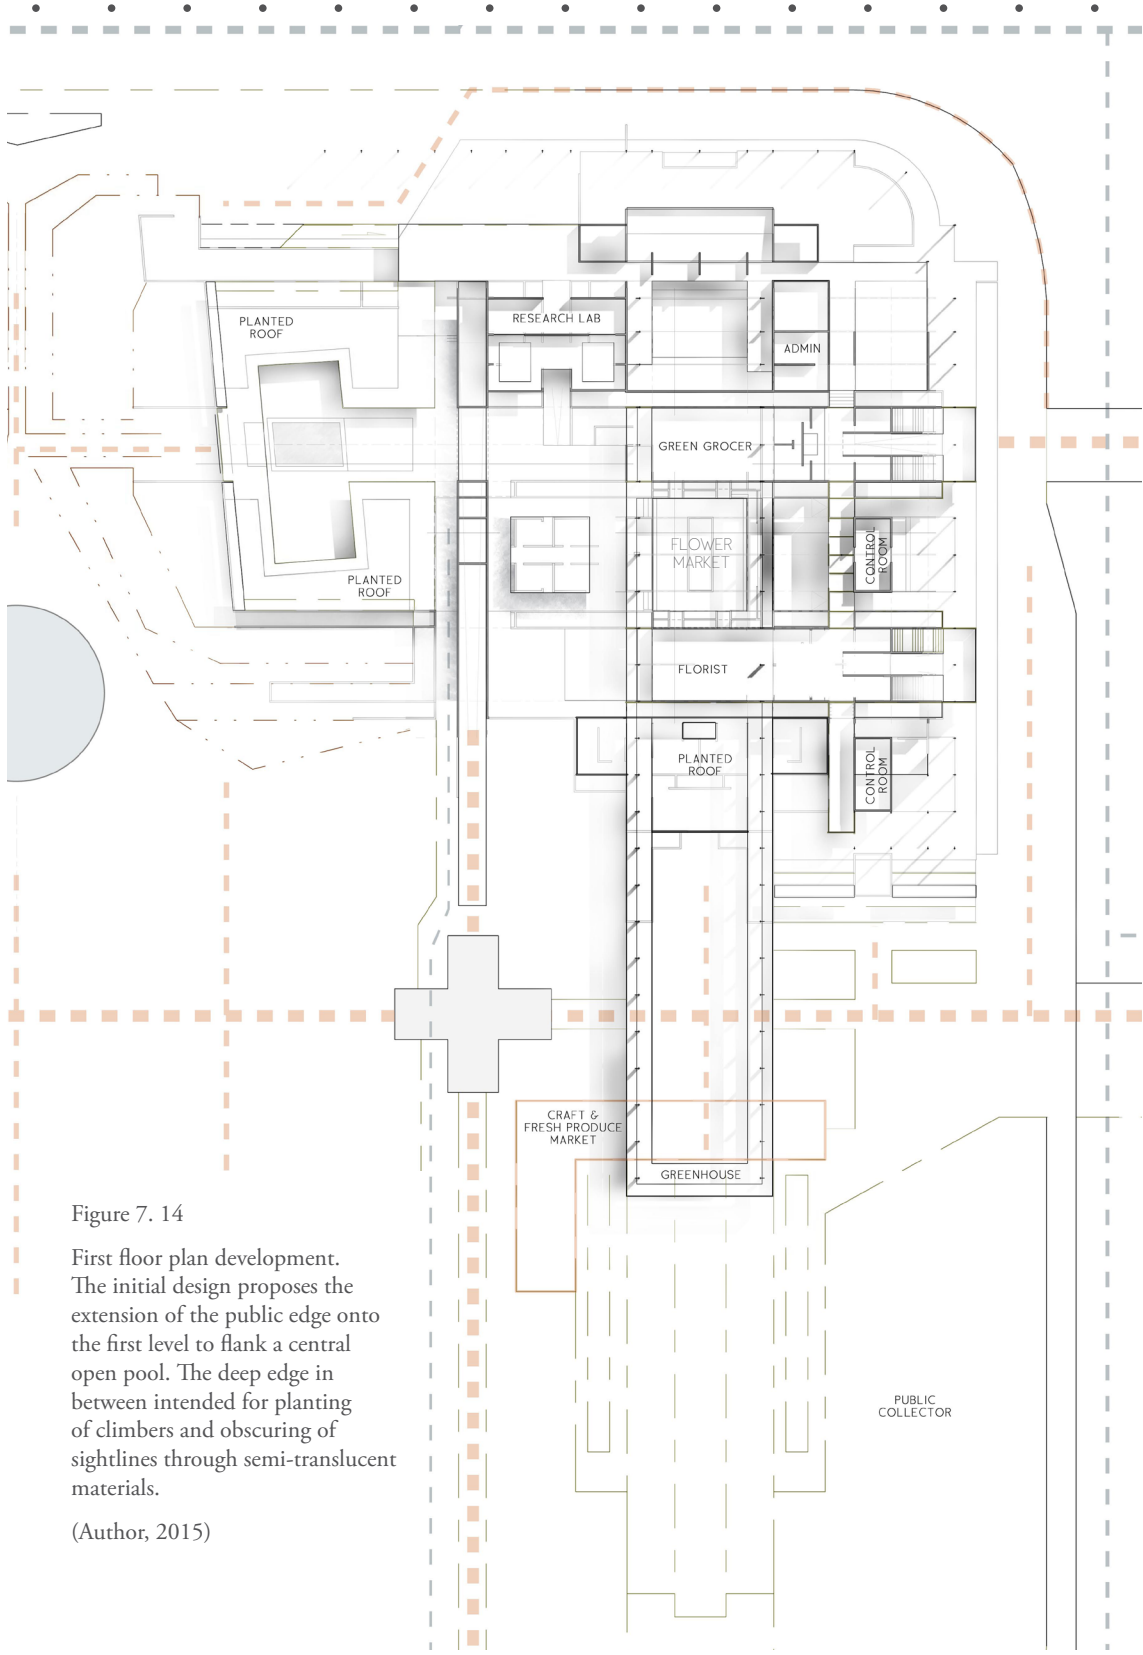 PLANTED
ROOF
RESEARCH LAB
ADMIN
GREEN GROCER
FLOWER
MARKET
CONTROL
ROOM
PLANTED
ROOF
FLORIST
PLANTED
ROOF
CONTROL
ROOM
CRAFT &
FRESH PRODUCE
MARKET
GREENHOUSE
PUBLIC
COLLECTOR
Figure 7. 14
First floor plan development.
The initial design proposes the
extension of the public edge onto
the first level to flank a central
open pool. The deep edge in
between intended for planting
of climbers and obscuring of
sightlines through semi-translucent
materials.
(Author, 2015)